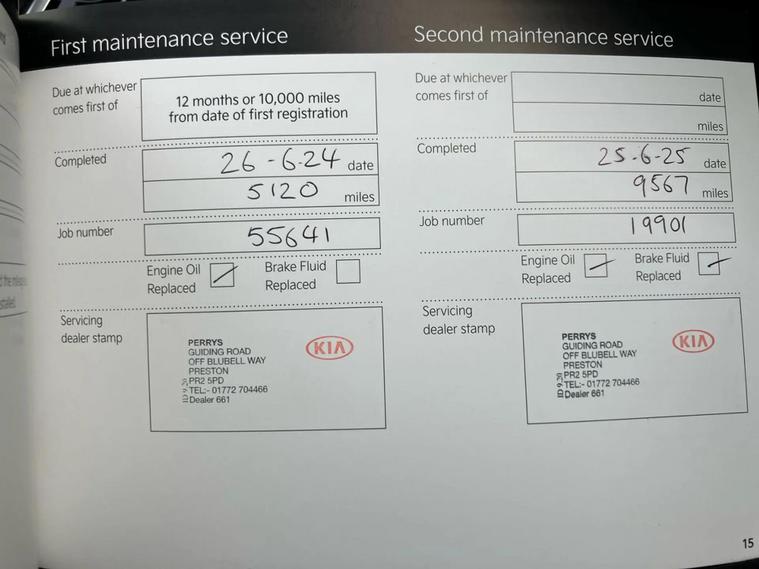 First maintenance service
Due at whichever
comes first of
12 months or 10,000 miles
from date of first registration
Completed
26-6-24 date
5120 miles
Job number
55641
Engine Oil
Replaced
Brake Fluid
Replaced
Servicing
dealer stamp
PERRYS
GUIDING ROAD
OFF BLUBELL WAY
PRESTON
PR2 5PD
TEL:- 01772 704466
Dealer 661
KIA
Second maintenance service
Due at whichever
comes first of
date
miles
Completed
25-6-25 date
9567 miles
Job number
19901
Engine Oil
Replaced
Brake Fluid
Replaced
Servicing
dealer stamp
PERRYS
GUIDING ROAD
OFF BLUBELL WAY
PRESTON
PR2 5PD
TEL:- 01772 704466
Dealer 661
KIA
15